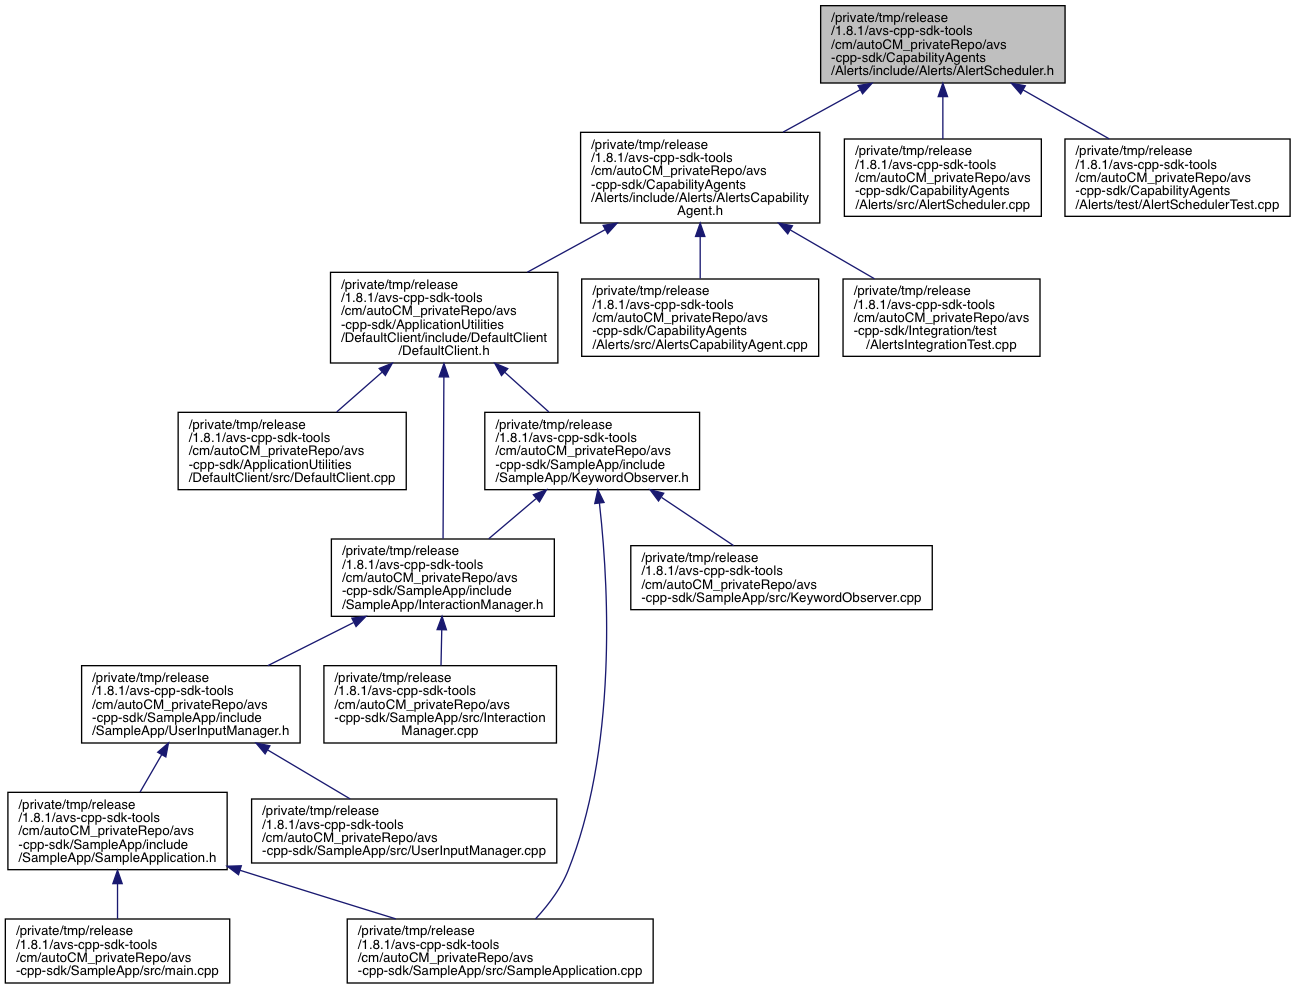 /private/tmp/release
/1.8.1/avs-cpp-sdk-tools
/cm/autoCM_privateRepo/avs
-cpp-sdk/CapabilityAgents
/Alerts/include/Alerts/AlertScheduler.h
/private/tmp/release
/1.8.1/avs-cpp-sdk-tools
/cm/autoCM_privateRepo/avs
-cpp-sdk/CapabilityAgents
/Alerts/include/Alerts/AlertsCapability
Agent.h
/private/tmp/release
/1.8.1/avs-cpp-sdk-tools
/cm/autoCM_privateRepo/avs
-cpp-sdk/CapabilityAgents
/Alerts/src/AlertScheduler.cpp
/private/tmp/release
/1.8.1/avs-cpp-sdk-tools
/cm/autoCM_privateRepo/avs
-cpp-sdk/CapabilityAgents
/Alerts/test/AlertSchedulerTest.cpp
/private/tmp/release
/1.8.1/avs-cpp-sdk-tools
/cm/autoCM_privateRepo/avs
-cpp-sdk/ApplicationUtilities
/DefaultClient/include/DefaultClient
/DefaultClient.h
/private/tmp/release
/1.8.1/avs-cpp-sdk-tools
/cm/autoCM_privateRepo/avs
-cpp-sdk/CapabilityAgents
/Alerts/src/AlertsCapabilityAgent.cpp
/private/tmp/release
/1.8.1/avs-cpp-sdk-tools
/cm/autoCM_privateRepo/avs
-cpp-sdk/Integration/test
/AlertsIntegrationTest.cpp
/private/tmp/release
/1.8.1/avs-cpp-sdk-tools
/cm/autoCM_privateRepo/avs
-cpp-sdk/ApplicationUtilities
/DefaultClient/src/DefaultClient.cpp
/private/tmp/release
/1.8.1/avs-cpp-sdk-tools
/cm/autoCM_privateRepo/avs
-cpp-sdk/SampleApp/include
/SampleApp/KeywordObserver.h
/private/tmp/release
/1.8.1/avs-cpp-sdk-tools
/cm/autoCM_privateRepo/avs
-cpp-sdk/SampleApp/include
/SampleApp/InteractionManager.h
/private/tmp/release
/1.8.1/avs-cpp-sdk-tools
/cm/autoCM_privateRepo/avs
-cpp-sdk/SampleApp/src/KeywordObserver.cpp
/private/tmp/release
/1.8.1/avs-cpp-sdk-tools
/cm/autoCM_privateRepo/avs
-cpp-sdk/SampleApp/include
/SampleApp/UserInputManager.h
/private/tmp/release
/1.8.1/avs-cpp-sdk-tools
/cm/autoCM_privateRepo/avs
-cpp-sdk/SampleApp/src/Interaction
Manager.cpp
/private/tmp/release
/1.8.1/avs-cpp-sdk-tools
/cm/autoCM_privateRepo/avs
-cpp-sdk/SampleApp/include
/SampleApp/SampleApplication.h
/private/tmp/release
/1.8.1/avs-cpp-sdk-tools
/cm/autoCM_privateRepo/avs
-cpp-sdk/SampleApp/src/UserInputManager.cpp
/private/tmp/release
/1.8.1/avs-cpp-sdk-tools
/cm/autoCM_privateRepo/avs
-cpp-sdk/SampleApp/src/main.cpp
/private/tmp/release
/1.8.1/avs-cpp-sdk-tools
/cm/autoCM_privateRepo/avs
-cpp-sdk/SampleApp/src/SampleApplication.cpp